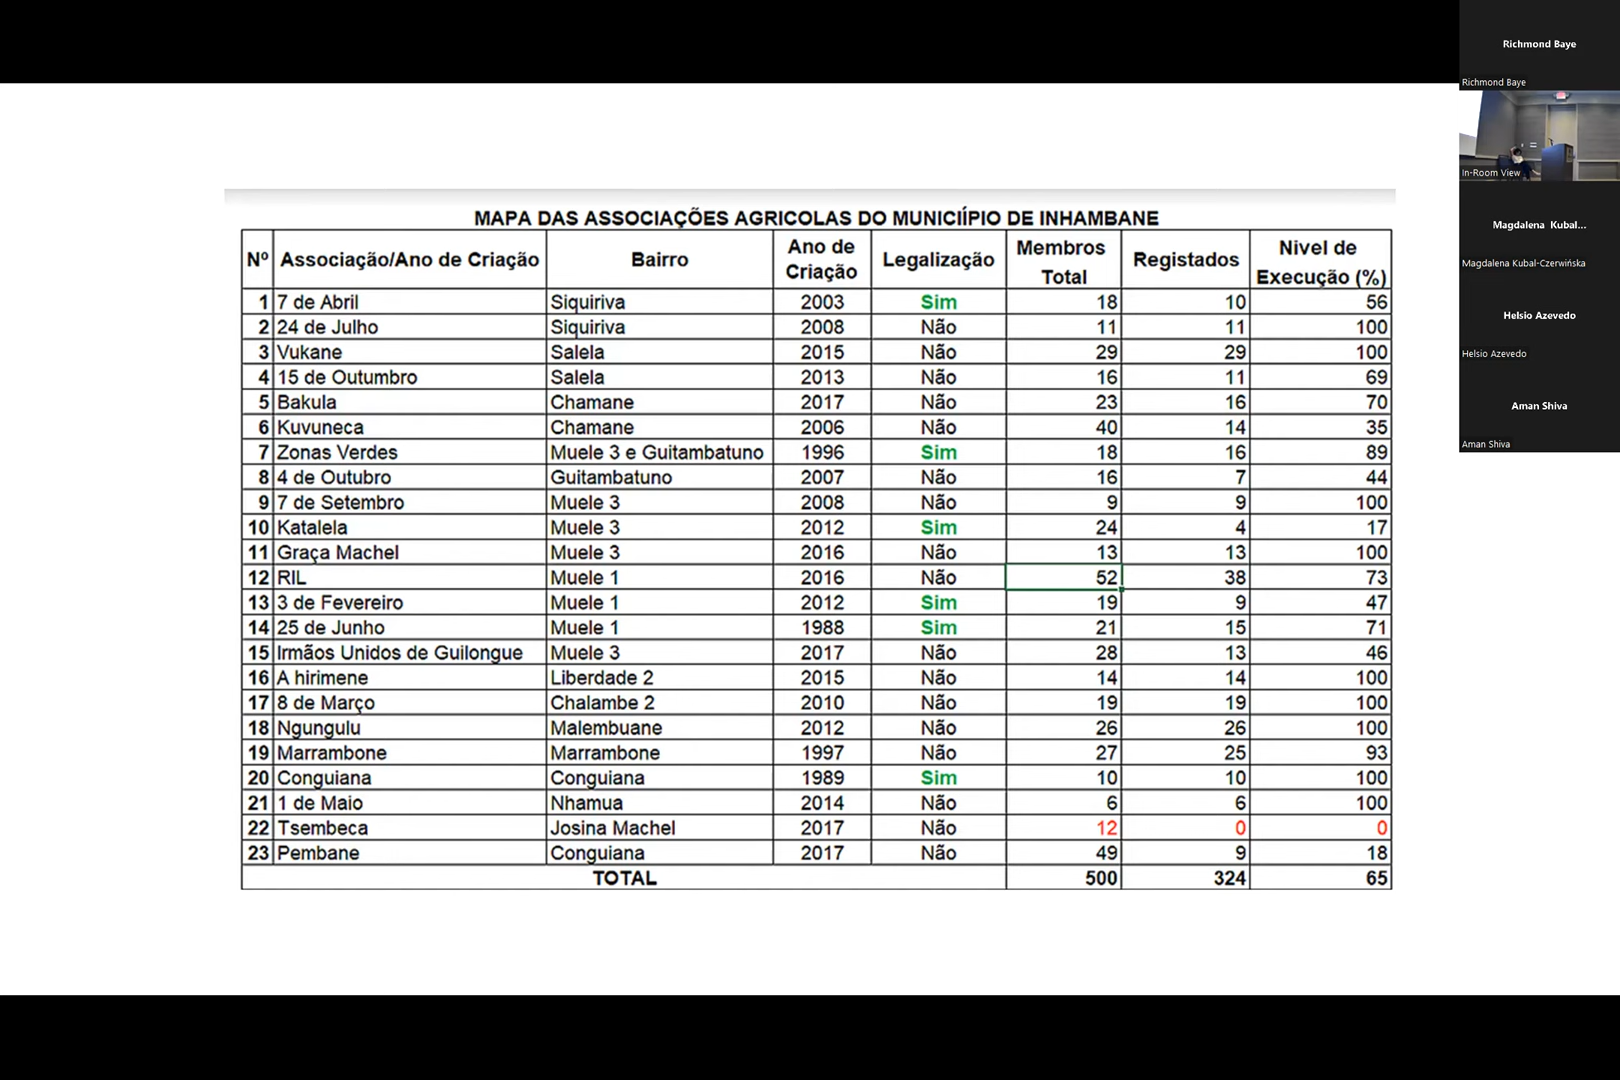 MAPA DAS ASSOCIAÇÕES AGRICOLAS DO MUNICIÍPIO DE INHAMBANE
Nº Associação/Ano de Criação Bairro Ano de Criação Legalização Membros Total Registados Nivel de Execução (%)
1 7 de Abril Siquiriva 2003 Sim 18 10 56
2 24 de Julho Siquiriva 2008 Não 11 11 100
3 Vukane Salela 2015 Não 29 29 100
4 15 de Outumbro Salela 2013 Não 16 11 69
5 Bakula Chamane 2017 Não 23 16 70
6 Kuvuneca Chamane 2006 Não 40 14 35
7 Zonas Verdes Muele 3 e Guitambatuno 1996 Sim 18 16 89
8 4 de Outubro Guitambatuno 2007 Não 16 7 44
9 7 de Setembro Muele 3 2008 Não 9 9 100
10 Katalela Muele 3 2012 Sim 24 4 17
11 Graça Machel Muele 3 2016 Não 13 13 100
12 RIL Muele 1 2016 Não 52 38 73
13 3 de Fevereiro Muele 1 2012 Sim 19 9 47
14 25 de Junho Muele 1 1988 Sim 21 15 71
15 Irmãos Unidos de Guilongue Muele 3 2017 Não 28 13 46
16 A hirimene Liberdade 2 2015 Não 14 14 100
17 8 de Março Chalambe 2 2010 Não 19 19 100
18 Ngungulu Malembuane 2012 Não 26 26 100
19 Marrambone Marrambone 1997 Não 27 25 93
20 Conguiana Conguiana 1989 Sim 10 10 100
21 1 de Maio Nhamua 2014 Não 6 6 100
22 Tsembeca Josina Machel 2017 Não 12 0 0
23 Pembane Conguiana 2017 Não 49 9 18
TOTAL 500 324 65
Richmond Baye
Richmond Baye
In-Room View
Magdalena Kubal...
Magdalena Kubal-Czerwińska
Helsio Azevedo
Helsio Azevedo
Aman Shiva
Aman Shiva